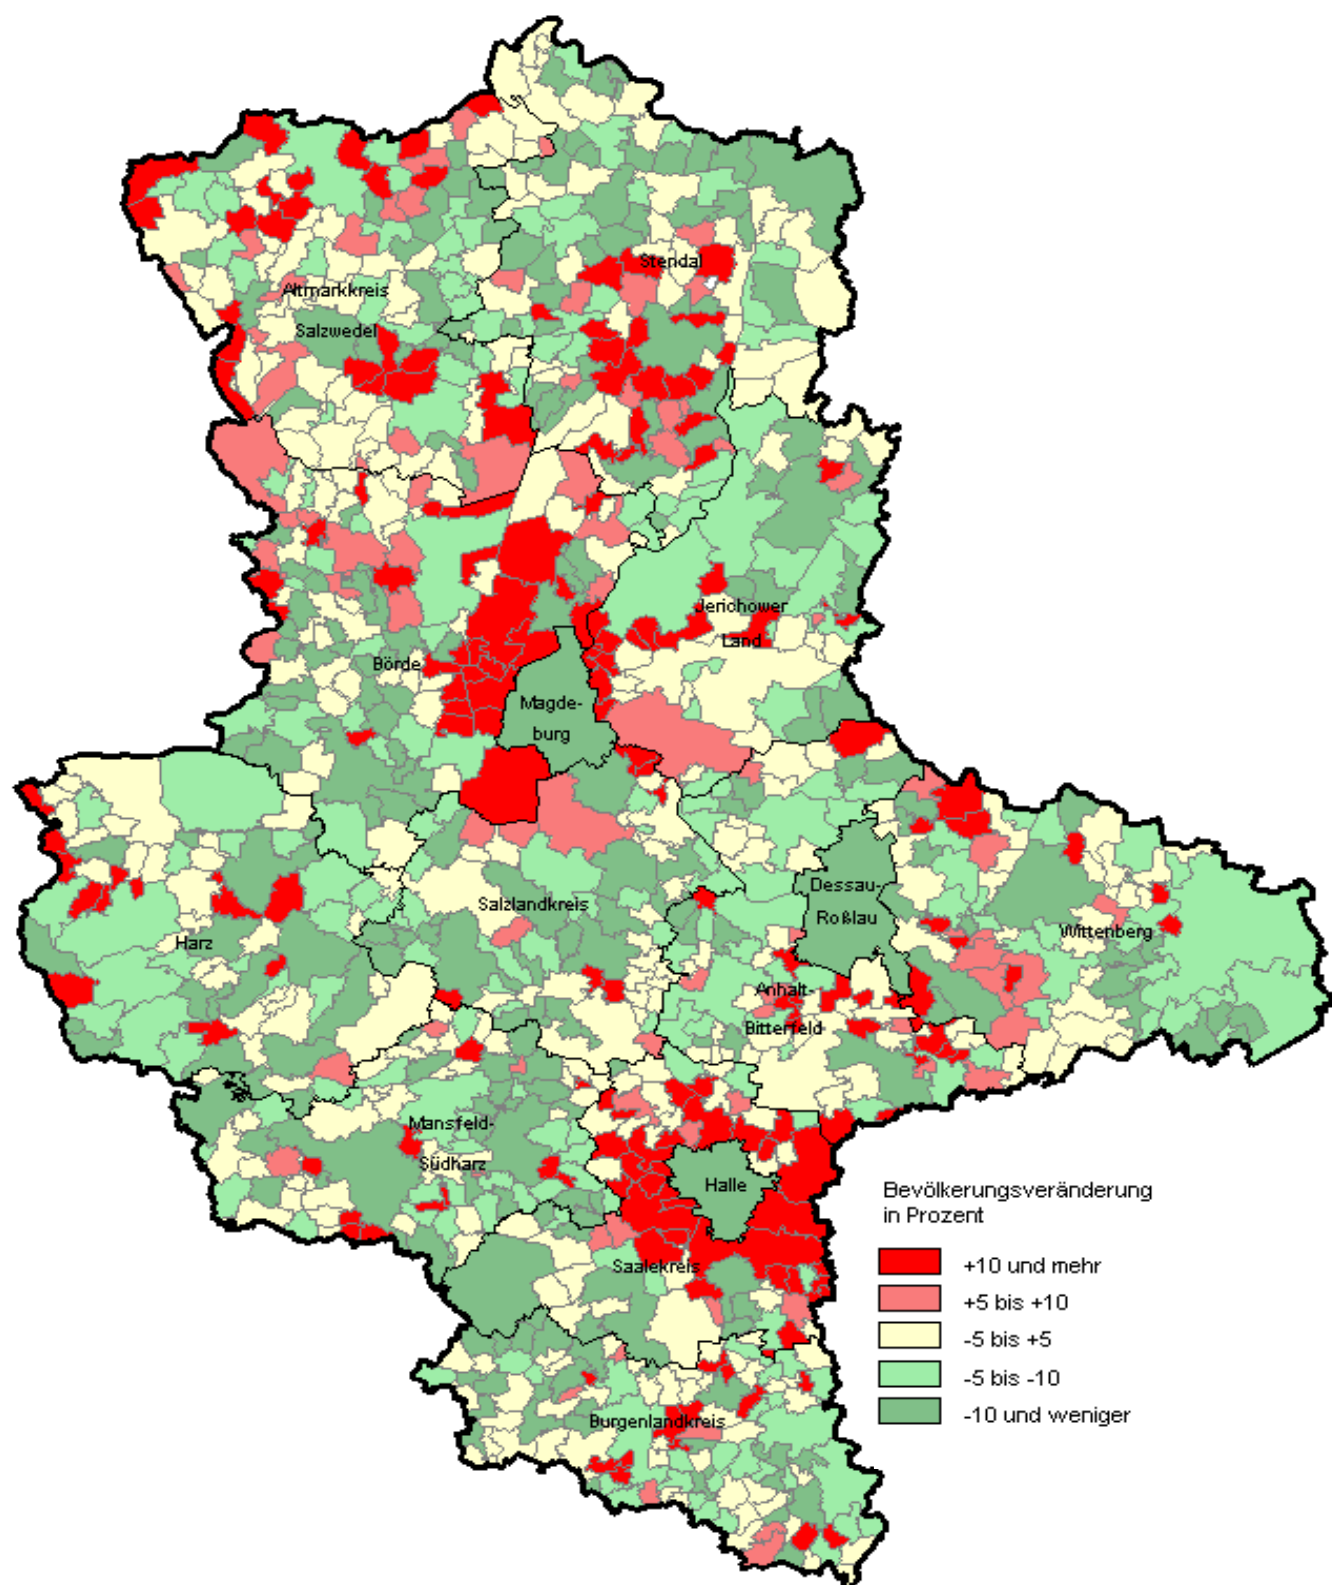 Stendal
Altmarkkreis
Salzwedel
Jerichower
Land
Börde
Magde-
burg
Dessau-
Roßlau
Salzlandkreis
Wittenberg
Harz
Anhalt-
Bitterfeld
Mansfeld-
Südharz
Halle
Saalekreis
Burgenlandkreis
Bevölkerungsveränderung
in Prozent
+10 und mehr
+5 bis +10
-5 bis +5
-5 bis -10
-10 und weniger